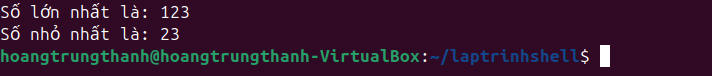 Số lớn nhất là: 123
Số nhỏ nhất là: 23
hoangtrungthanh@hoangtrungthanh-VirtualBox:~/laptrinhshell$